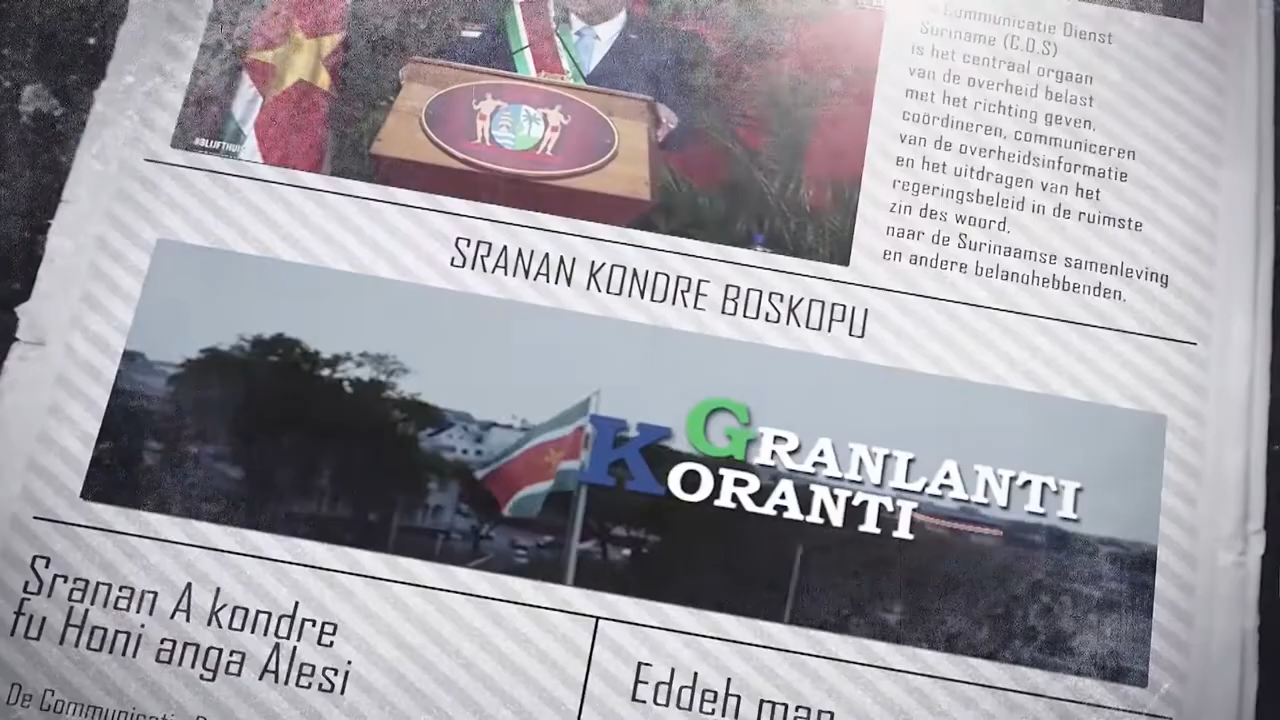 Communicatie Dienst
Suriname (C.D.S)
is het centraal orgaan
van de overheid belast
met het richting geven,
coördineren, communiceren
van de overheidsinformatie
en het uitdragen van het
regeringsbeleid in de ruimste
zin des woord,
naar de Surinaamse samenleving
en andere belanghebbenden.
SRANAN KONDRE BOSKOPU
GRANLANTI
KORANTI
Sranan A kondre
fu Honi anga Alesi
Eddeh man
De Communicatie